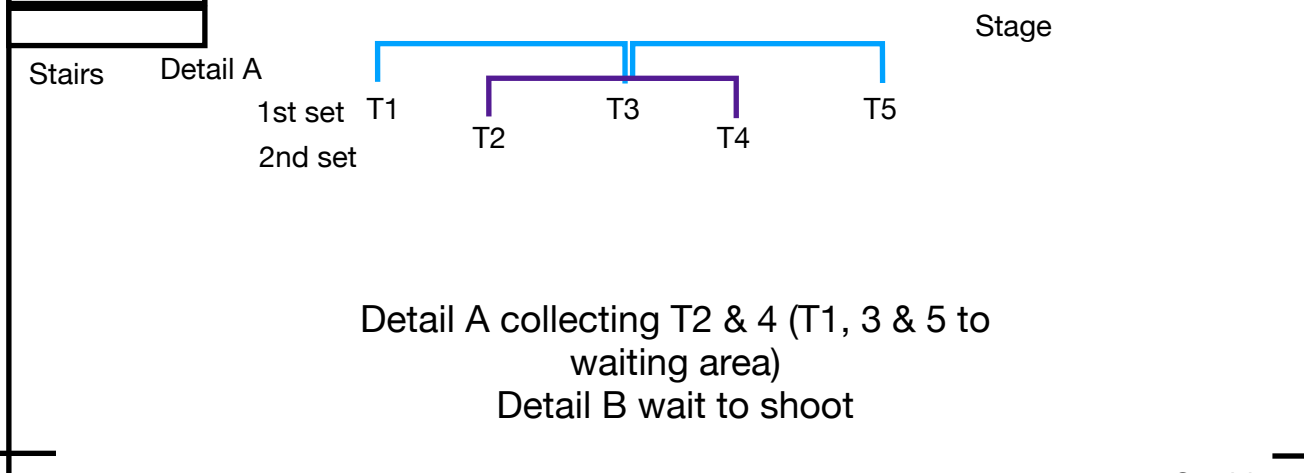 Stage
Stairs
Detail A
1st set
T1
T3
T5
T2
T4
2nd set
Detail A collecting T2 & 4 (T1, 3 & 5 to
waiting area)
Detail B wait to shoot